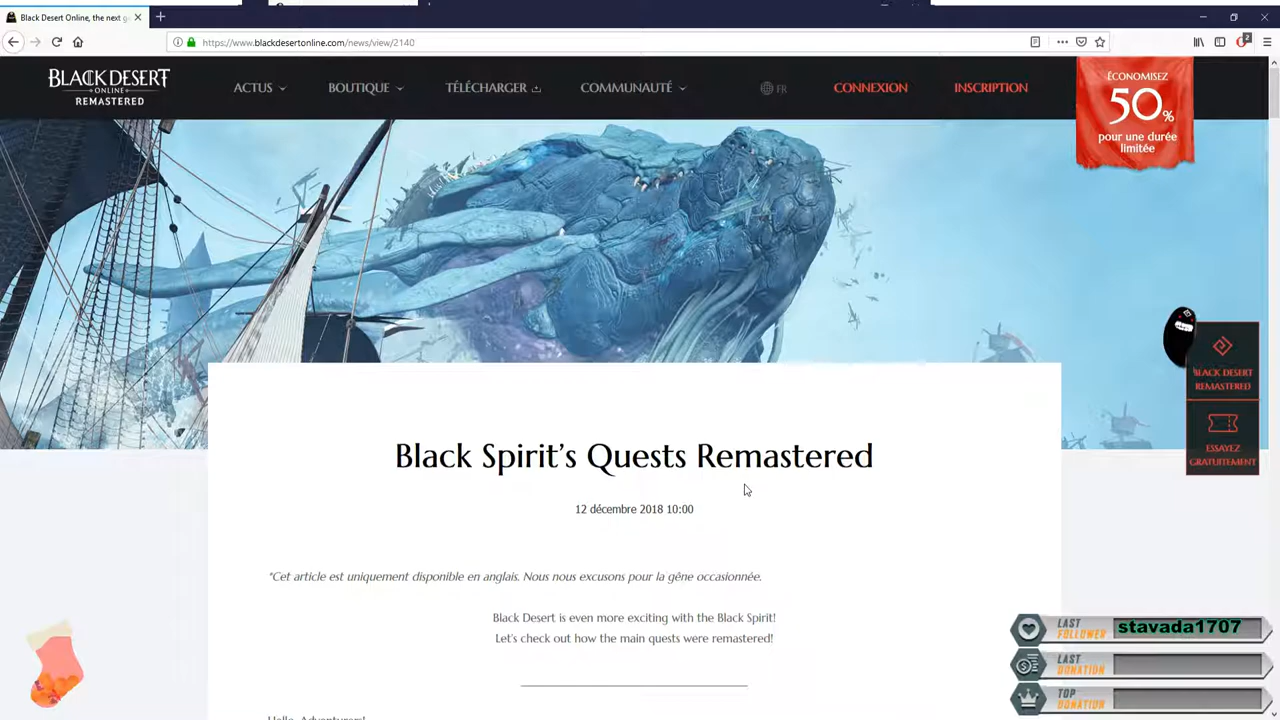 Black Desert Online, the next g
https://www.blackdesertonline.com/news/view/2140
2
BLACK DESERT
ONLINE
REMASTERED
ACTUS
BOUTIQUE
TÉLÉCHARGER
COMMUNAUTÉ
FR
CONNEXION
INSCRIPTION
ÉCONOMISEZ
50%
pour une durée
limitée
BLACK DESERT
REMASTERED
ESSAYEZ
GRATUITEMENT
Black Spirit’s Quests Remastered
12 décembre 2018 10:00
*Cet article est uniquement disponible en anglais. Nous nous excusons pour la gêne occasionnée.
Black Desert is even more exciting with the Black Spirit!
Let's check out how the main quests were remastered!
Hello, Adventurers!
LAST
FOLLOWER
stavada1707
LAST
DONATION
TOP
DONATION